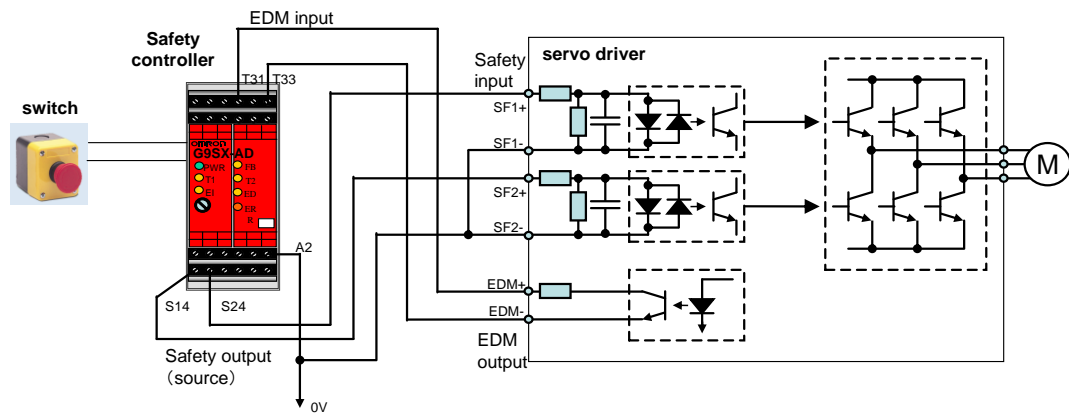 EDM input
Safety
controller
T31
T33
switch
OMRON
G9SX-AD
PWR
FB
T1
T2
EI
ED
ER
R
A2
S14
S24
Safety output
（source）
0V
Safety
input
servo driver
SF1+
SF1-
SF2+
SF2-
EDM+
EDM-
EDM
output
M